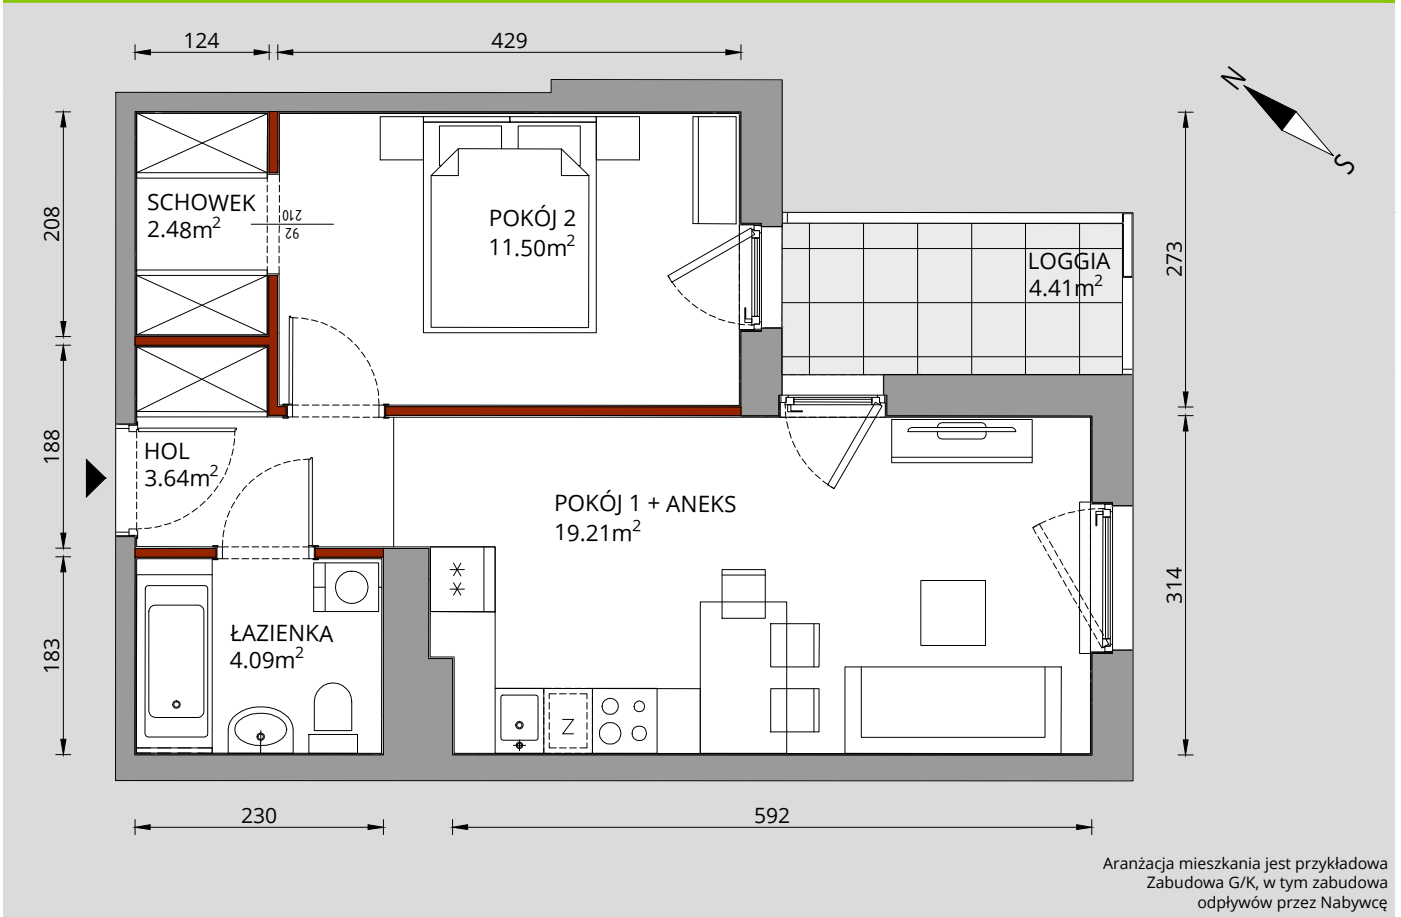 124
429
N
S
SCHOWEK
2.48m²
210
92
POKÓJ 2
11.50m²
LOGGIA
4.41m²
208
273
HOL
3.64m²
188
POKÓJ 1 + ANEKS
19.21m²
314
ŁAZIENKA
4.09m²
183
Z
230
592
Aranżacja mieszkania jest przykładowa
Zabudowa G/K, w tym zabudowa
odpływów przez Nabywcę